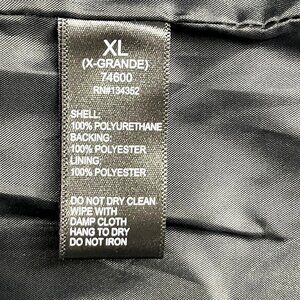 XL
(X-GRANDE)
74600
RN#134352
SHELL:
100% POLYURETHANE
BACKING:
100% POLYESTER
LINING:
100% POLYESTER
DO NOT DRY CLEAN
WIPE WITH
DAMP CLOTH
HANG TO DRY
DO NOT IRON